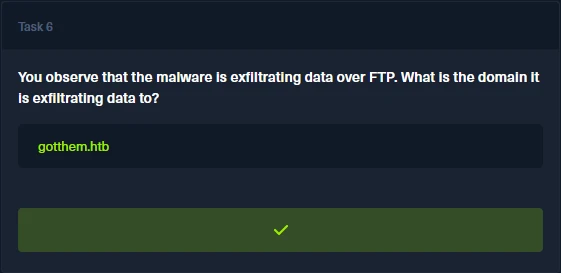 Task 6
You observe that the malware is exfiltrating data over FTP. What is the domain it
is exfiltrating data to?
gotthem.htb